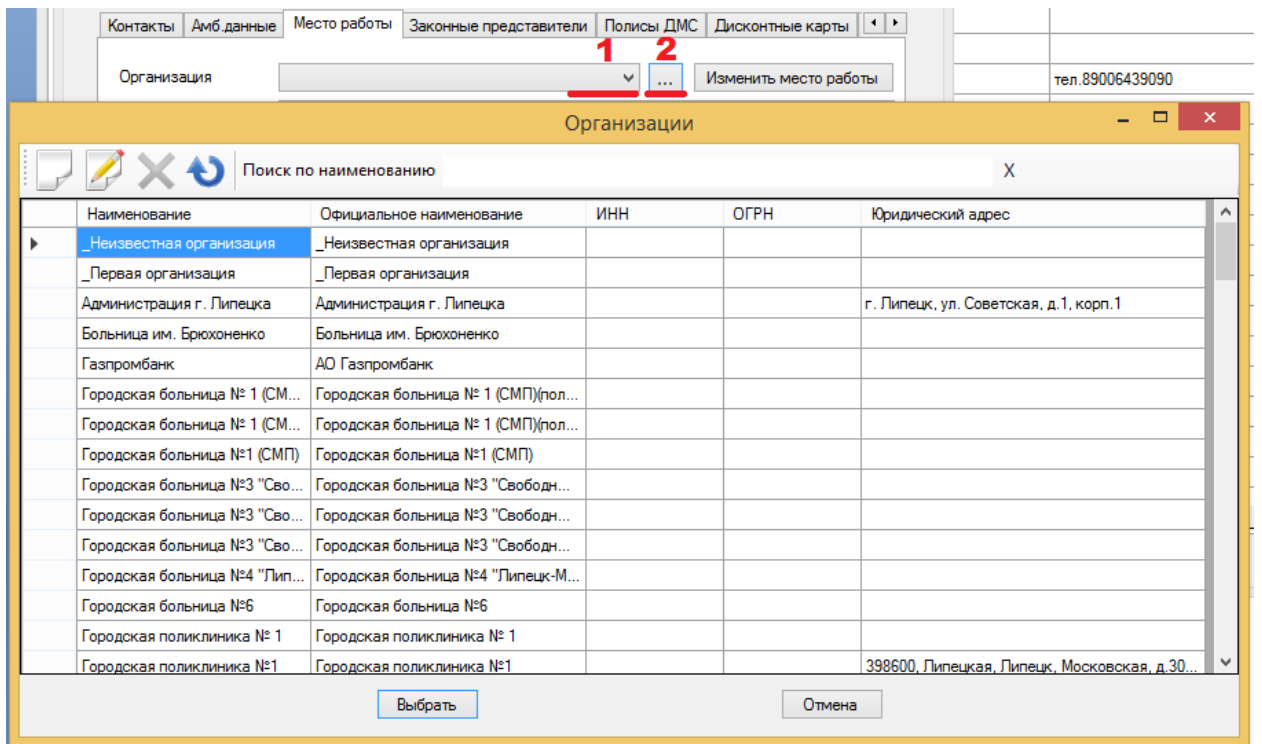 Контакты Амб.данные Место работы Законные представители Полисы ДМС Дисконтные карты
1 2
Организация ... Изменить место работы тел.89006439090
Организации
Поиск по наименованию X
Наименование Официальное наименование ИНН ОГРН Юридический адрес
_Неизвестная организация _Неизвестная организация
_Первая организация _Первая организация
Администрация г. Липецка Администрация г. Липецка г. Липецк, ул. Советская, д.1, корп.1
Больница им. Брюхоненко Больница им. Брюхоненко
Газпромбанк АО Газпромбанк
Городская больница № 1 (СМ... Городская больница № 1 (СМП)(пол...
Городская больница № 1 (СМ... Городская больница № 1 (СМП)(пол...
Городская больница №1 (СМП) Городская больница №1 (СМП)
Городская больница №3 "Сво... Городская больница №3 "Свободн...
Городская больница №3 "Сво... Городская больница №3 "Свободн...
Городская больница №3 "Сво... Городская больница №3 "Свободн...
Городская больница №4 "Лип... Городская больница №4 "Липецк-М...
Городская больница №6 Городская больница №6
Городская поликлиника № 1 Городская поликлиника № 1
Городская поликлиника №1 Городская поликлиника №1 398600, Липецкая, Липецк, Московская, д.30...
Выбрать Отмена